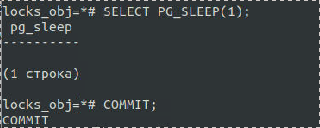 locks_obj=*# SELECT PG_SLEEP(1);
pg_sleep
----------
(1 строка)
locks_obj=*# COMMIT;
COMMIT